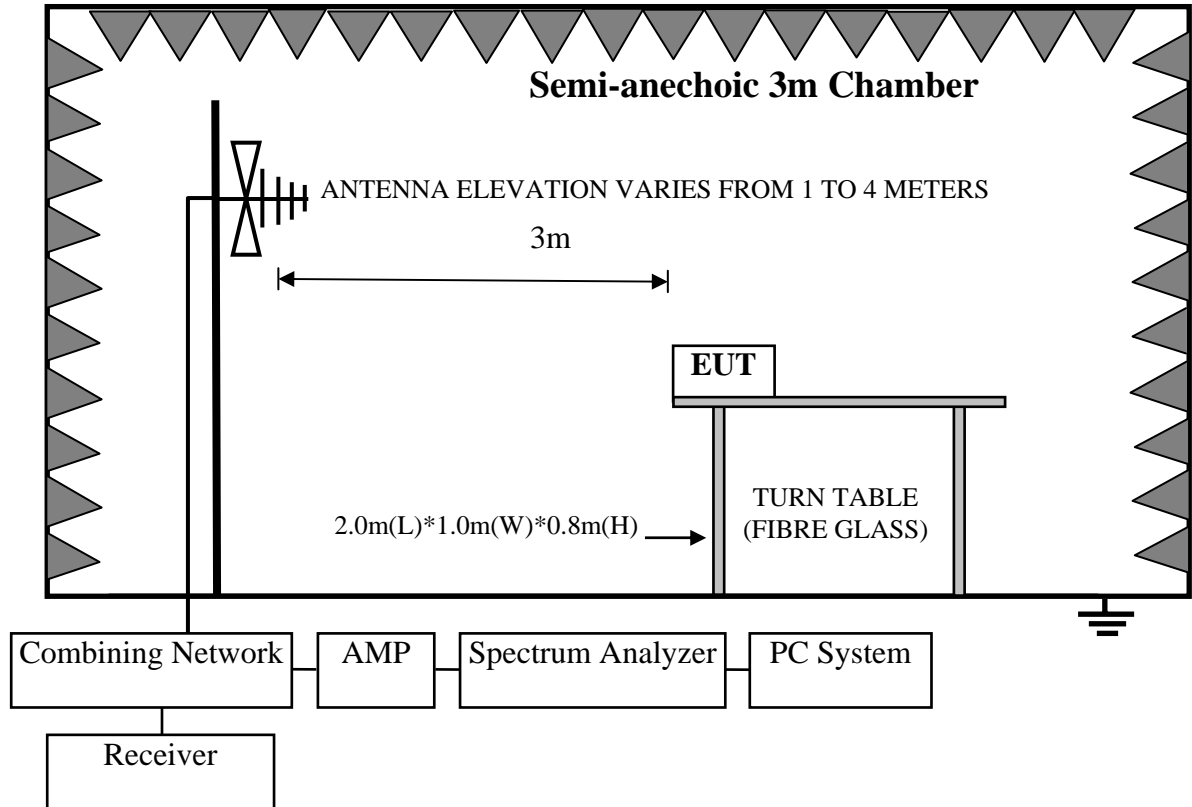 Semi-anechoic 3m Chamber
ANTENNA ELEVATION VARIES FROM 1 TO 4 METERS
3m
EUT
TURN TABLE
(FIBRE GLASS)
2.0m(L)*1.0m(W)*0.8m(H)
Combining Network
AMP
Spectrum Analyzer
PC System
Receiver